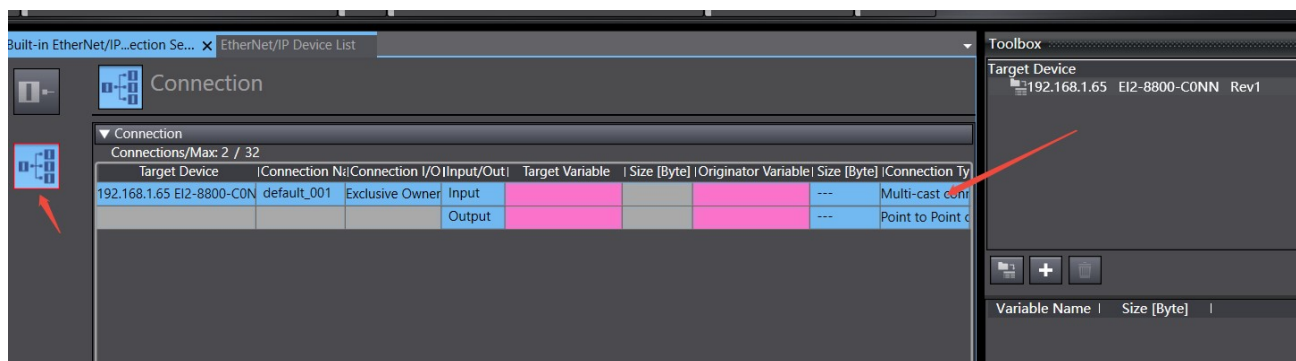 Built-in EtherNet/IP...ection Se... X EtherNet/IP Device List
Toolbox
Connection
Target Device
192.168.1.65 EI2-8800-C0NN Rev1
Connection
Connections/Max: 2 / 32
Target Device Connection Na Connection I/O Input/Out Target Variable Size [Byte] Originator Variable Size [Byte] Connection Ty
192.168.1.65 EI2-8800-C0N default_001 Exclusive Owner Input --- Multi-cast conn
Output --- Point to Point c
Variable Name Size [Byte]